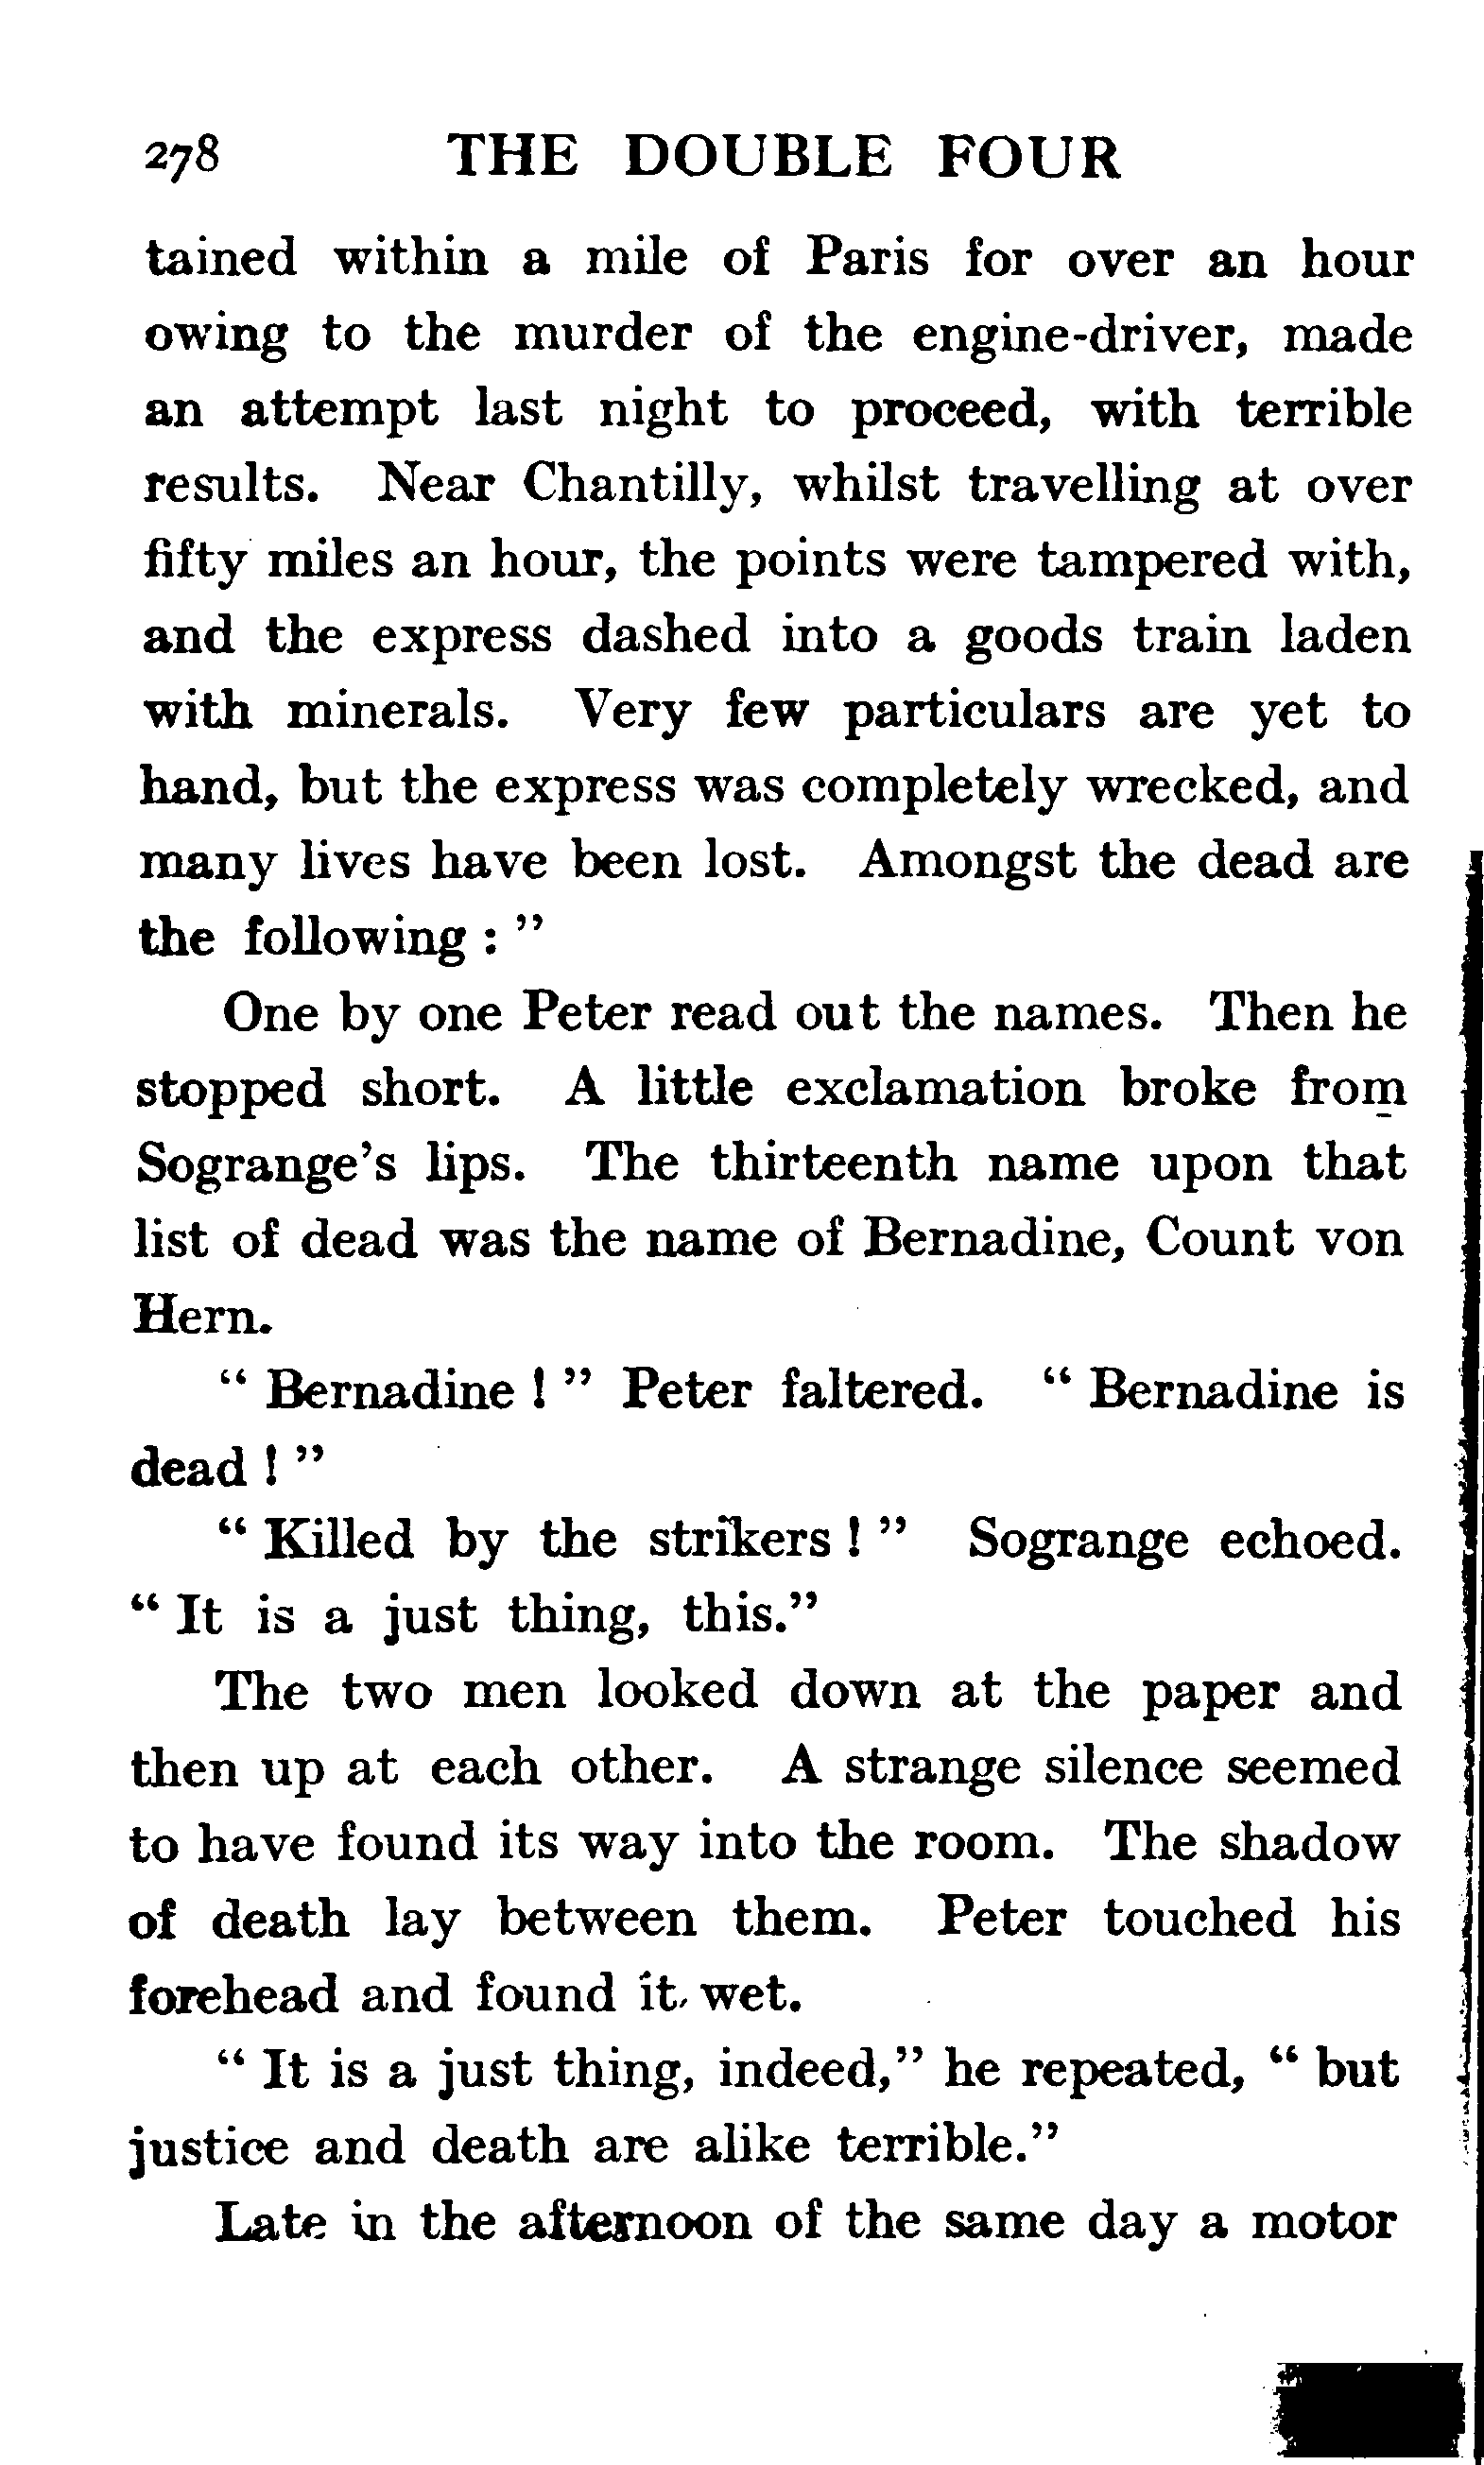 278 THE DOUBLE FOUR
tained within a mile of Paris for over an hour
owing to the murder of the engine-driver, made
an attempt last night to proceed, with terrible
results. Near Chantilly, whilst travelling at over
fifty miles an hour, the points were tampered with,
and the express dashed into a goods train laden
with minerals. Very few particulars are yet to
hand, but the express was completely wrecked, and
many lives have been lost. Amongst the dead are
the following : ”
One by one Peter read out the names. Then he
stopped short. A little exclamation broke from
Sogrange’s lips. The thirteenth name upon that
list of dead was the name of Bernadine, Count von
Hern.
“ Bernadine ! ” Peter faltered. “ Bernadine is
dead ! ”
“ Killed by the strikers ! ” Sogrange echoed.
“ It is a just thing, this.”
The two men looked down at the paper and
then up at each other. A strange silence seemed
to have found its way into the room. The shadow
of death lay between them. Peter touched his
forehead and found it wet.
“ It is a just thing, indeed,” he repeated, “ but
justice and death are alike terrible.”
Late in the afternoon of the same day a motor